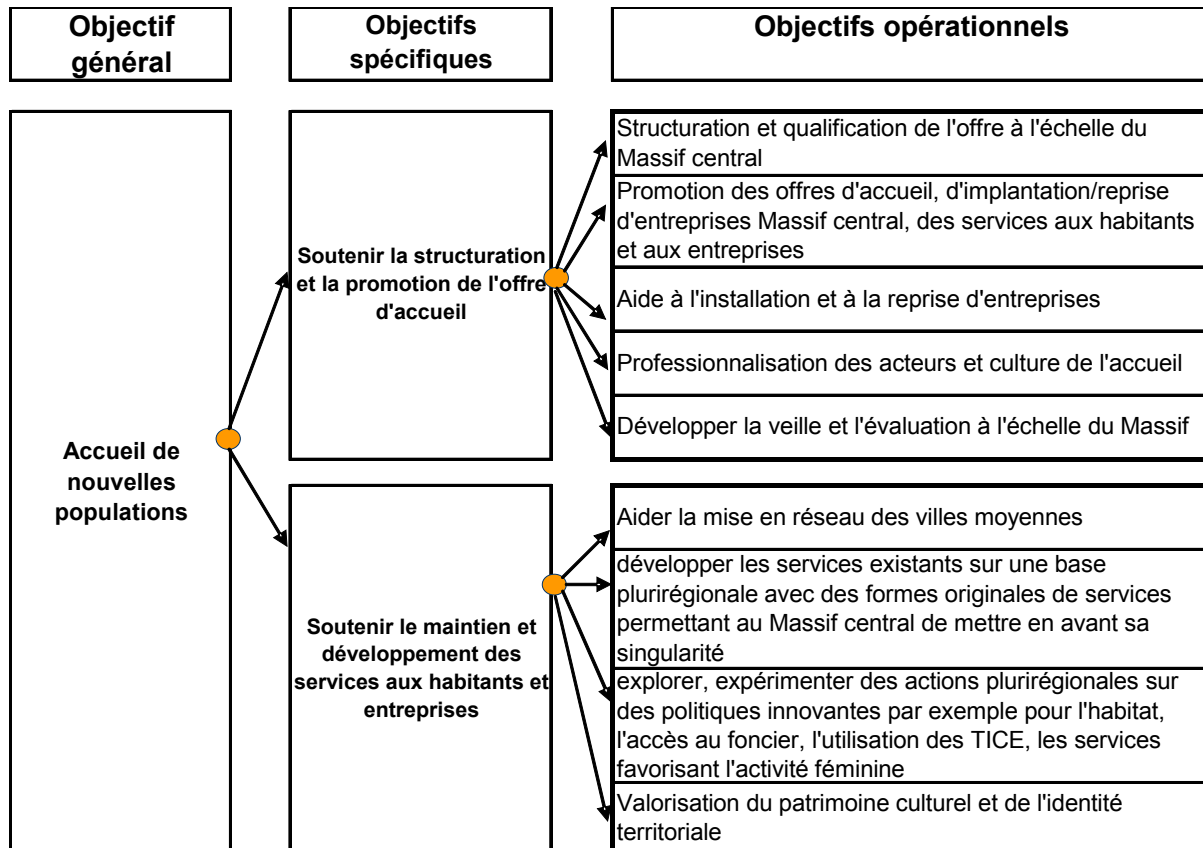 Objectif
général
Objectifs
spécifiques
Objectifs opérationnels
Accueil de
nouvelles
populations
Soutenir la structuration
et la promotion de l'offre
d'accueil
Structuration et qualification de l'offre à l'échelle du
Massif central
Promotion des offres d'accueil, d'implantation/reprise
d'entreprises Massif central, des services aux habitants
et aux entreprises
Aide à l'installation et à la reprise d'entreprises
Professionnalisation des acteurs et culture de l'accueil
Développer la veille et l'évaluation à l'échelle du Massif
Soutenir le maintien et
développement des
services aux habitants et
entreprises
Aider la mise en réseau des villes moyennes
développer les services existants sur une base
plurirégionale avec des formes originales de services
permettant au Massif central de mettre en avant sa
singularité
explorer, expérimenter des actions plurirégionales sur
des politiques innovantes par exemple pour l'habitat,
l'accès au foncier, l'utilisation des TICE, les services
favorisant l'activité féminine
Valorisation du patrimoine culturel et de l'identité
territoriale